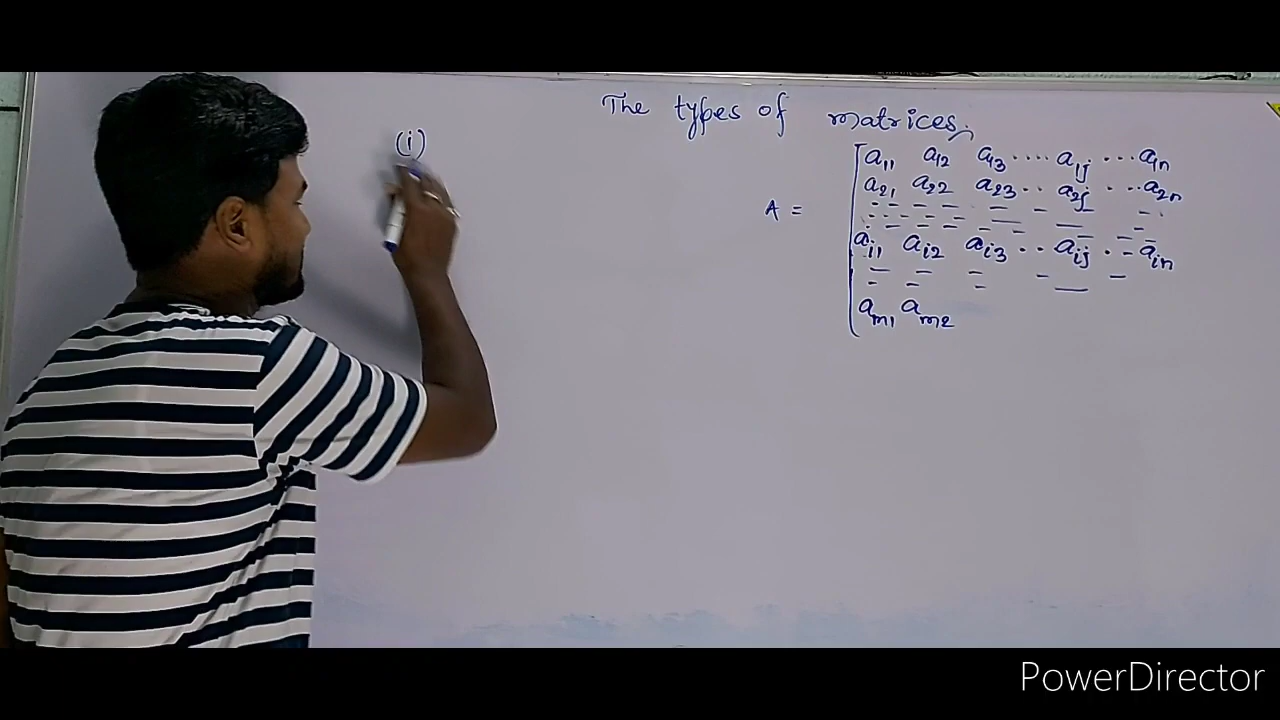 The types of matrices,
(i)
a11 a12 a13 .... a1j ... a1n
a21 a22 a23 .. a2j ... a2n
A =
ai1 ai2 ai3 .. aij .. ain
am1 am2
PowerDirector